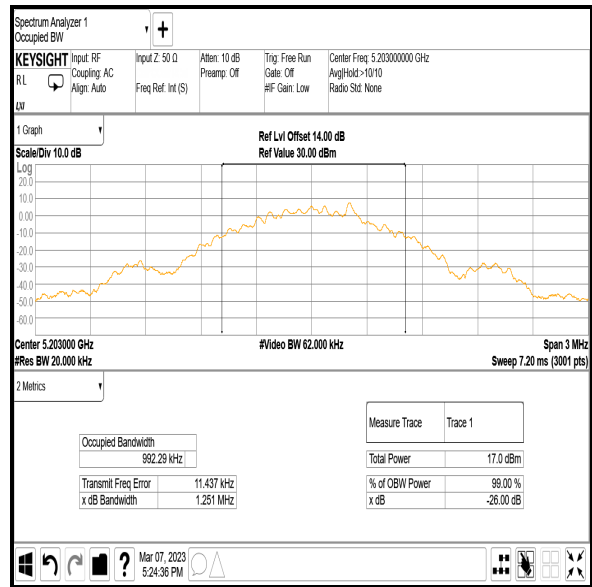 Spectrum Analyzer 1
Occupied BW
KEYSIGHT
RL
LXI
Input: RF
Coupling: AC
Align: Auto
Input Z: 50 Ω
Freq Ref: Int (S)
Atten: 10 dB
Preamp: Off
Trig: Free Run
Gate: Off
#IF Gain: Low
Center Freq: 5.203000000 GHz
Avg|Hold:>10/10
Radio Std: None
1 Graph
Scale/Div 10.0 dB
Ref Lvl Offset 14.00 dB
Ref Value 30.00 dBm
Log
20.0
10.0
0.00
-10.0
-20.0
-30.0
-40.0
-50.0
-60.0
Center 5.203000 GHz
#Video BW 62.000 kHz
Span 3 MHz
#Res BW 20.000 kHz
Sweep 7.20 ms (3001 pts)
2 Metrics
Occupied Bandwidth
992.29 kHz
Transmit Freq Error 11.437 kHz
x dB Bandwidth 1.251 MHz
Measure Trace Trace 1
Total Power 17.0 dBm
% of OBW Power 99.00 %
x dB -26.00 dB
?
Mar 07, 2023
5:24:36 PM